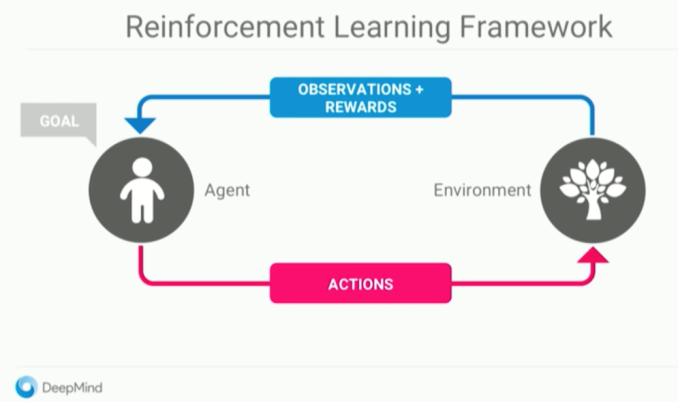 Reinforcement Learning Framework
OBSERVATIONS +
REWARDS
GOAL
Agent
Environment
ACTIONS
DeepMind